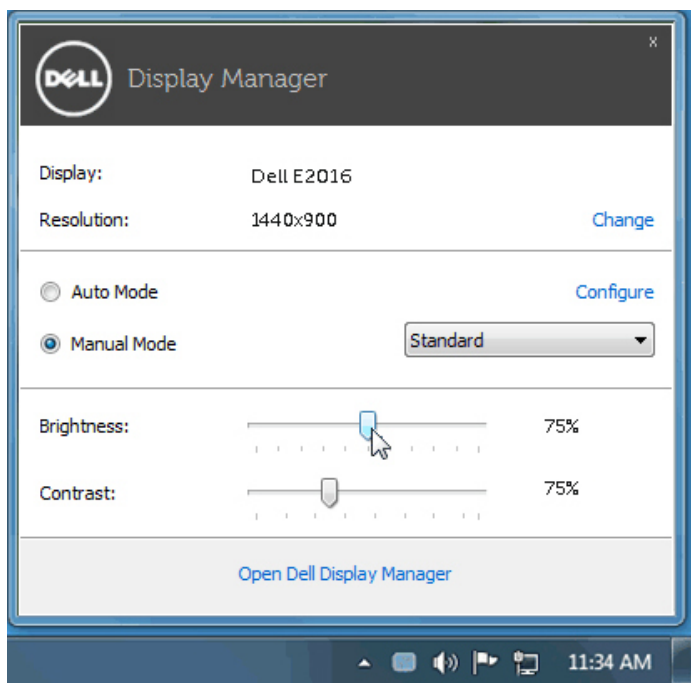 x
DELL Display Manager
Display: Dell E2016
Resolution: 1440x900 Change
Auto Mode Configure
Manual Mode Standard
Brightness: 75%
Contrast: 75%
Open Dell Display Manager
11:34 AM